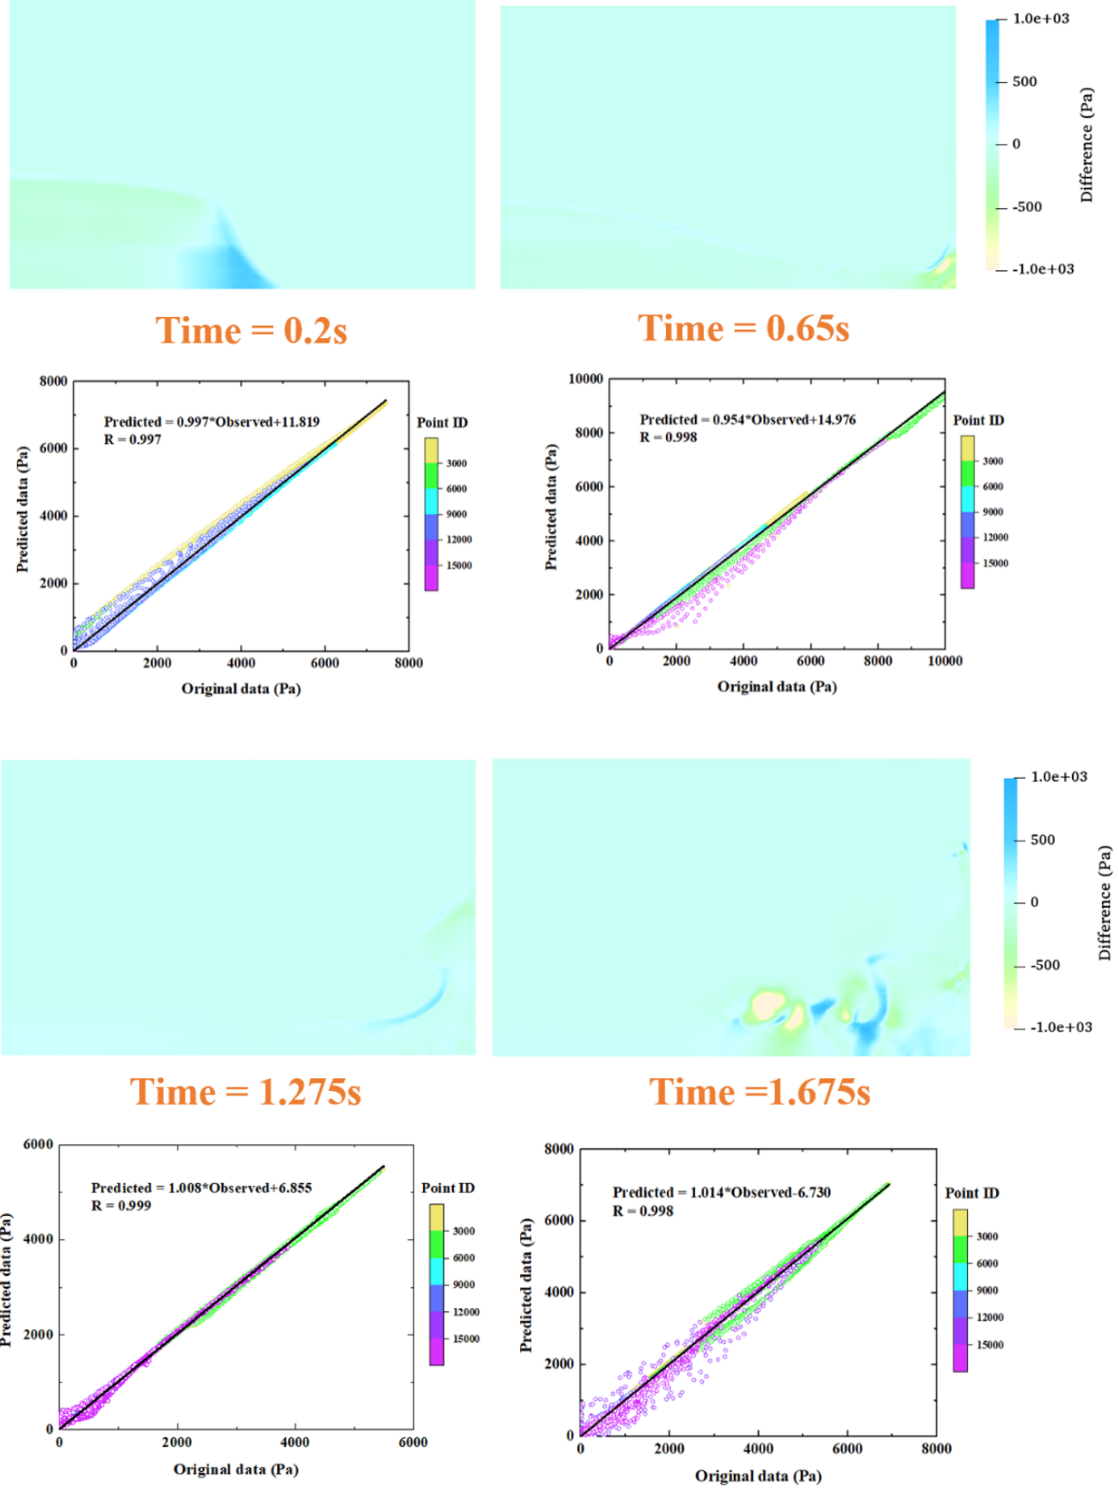 1.0e+03
500
0
-500
-1.0e+03
Difference (Pa)
Time = 0.2s
Time = 0.65s
8000
6000
4000
2000
0
Predicted data (Pa)
Predicted = 0.997*Observed+11.819
R = 0.997
Point ID
3000
6000
9000
12000
15000
0
2000
4000
6000
8000
Original data (Pa)
10000
8000
6000
4000
2000
0
Predicted data (Pa)
Predicted = 0.954*Observed+14.976
R = 0.998
Point ID
3000
6000
9000
12000
15000
0
2000
4000
6000
8000
10000
Original data (Pa)
1.0e+03
500
0
-500
-1.0e+03
Difference (Pa)
Time = 1.275s
Time =1.675s
6000
4000
2000
0
Predicted data (Pa)
Predicted = 1.008*Observed+6.855
R = 0.999
Point ID
3000
6000
9000
12000
15000
0
2000
4000
6000
Original data (Pa)
8000
6000
4000
2000
0
Predicted data (Pa)
Predicted = 1.014*Observed-6.730
R = 0.998
Point ID
3000
6000
9000
12000
15000
0
2000
4000
6000
8000
Original data (Pa)